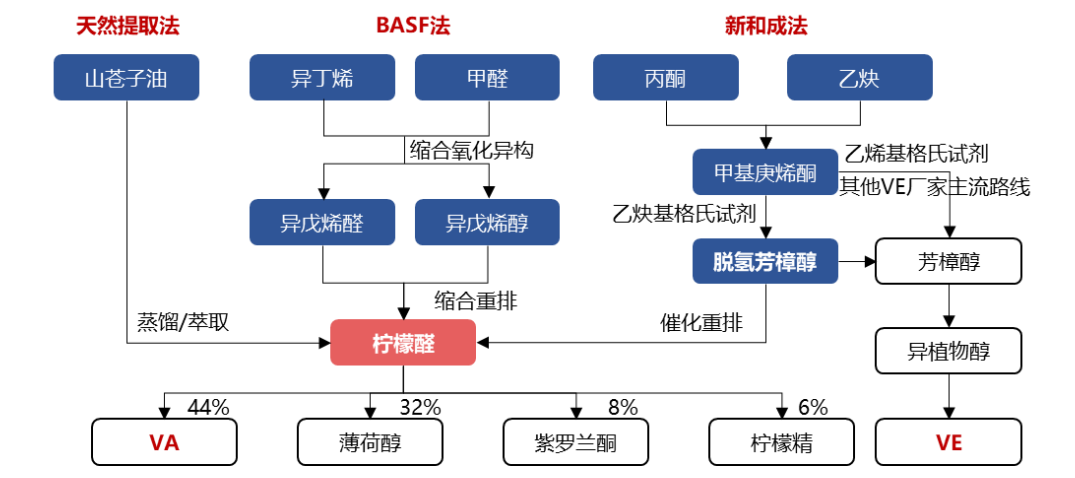 天然提取法
BASF法
新和成法
山苍子油
异丁烯
甲醛
丙酮
乙炔
缩合氧化异构
甲基庚烯酮
乙烯基格氏试剂
其他VE厂家主流路线
异戊烯醛
异戊烯醇
乙炔基格氏试剂
脱氢芳樟醇
芳樟醇
缩合重排
蒸馏/萃取
催化重排
柠檬醛
异植物醇
44%
32%
8%
6%
VA
薄荷醇
紫罗兰酮
柠檬精
VE